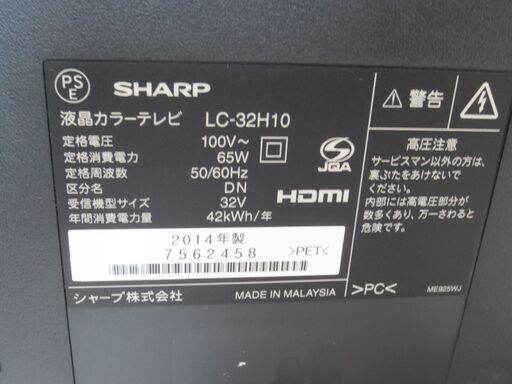 PS
E
SHARP
液晶カラーテレビ LC-32H10
定格電圧 100V~
定格消費電力 65W
定格周波数 50/60Hz
区分名 DN
受信機型サイズ 32V
年間消費電力量 42kWh/年
JQA
HDMI
2014年製
7562458 >PET<
シャープ株式会社 MADE IN MALAYSIA
警告
高圧注意
サービスマン以外の方は、
裏ぶたをあけないで
ください。
内部には高電圧部分が
数多くあり、万一さわると
危険です。
>PC< ME925WJ